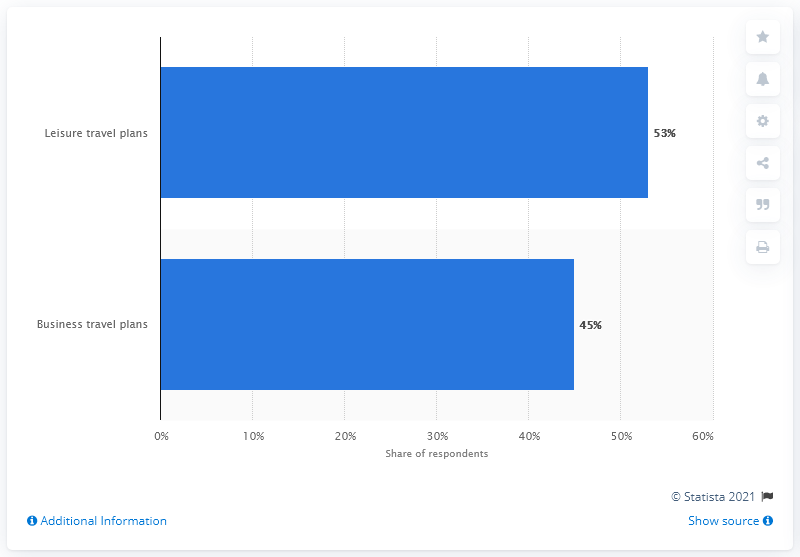 Leisure travel plans
53%
Business travel plans
45%
0% 10% 20% 30% 40% 50% 60%
Share of respondents
© Statista 2021
Additional Information
Show source